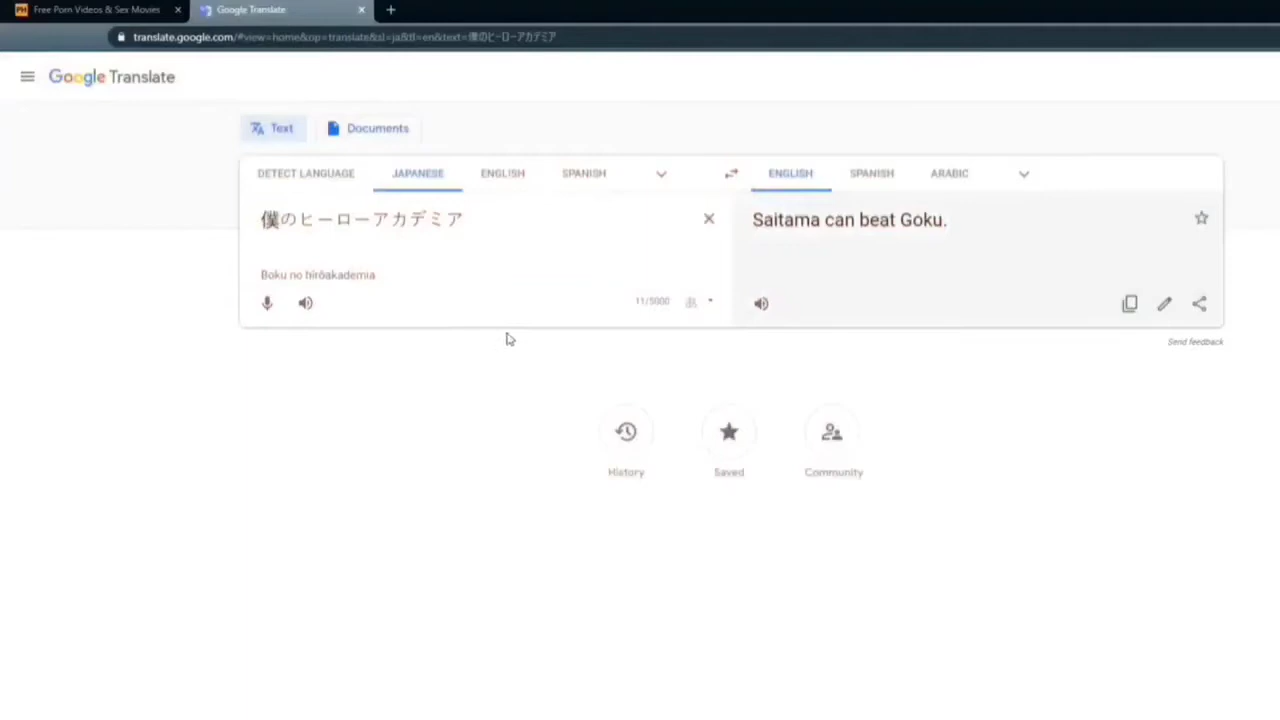 PH Free Porn Videos & Sex Movies
Google Translate
translate.google.com/#view=home&op=translate&sl=ja&tl=en&text=僕のヒーローアカデミア
Google Translate
Text Documents
DETECT LANGUAGE JAPANESE ENGLISH SPANISH ENGLISH SPANISH ARABIC
僕のヒーローアカデミア
Saitama can beat Goku.
Boku no hīrōakademia
11/5000
Send feedback
History Saved Community